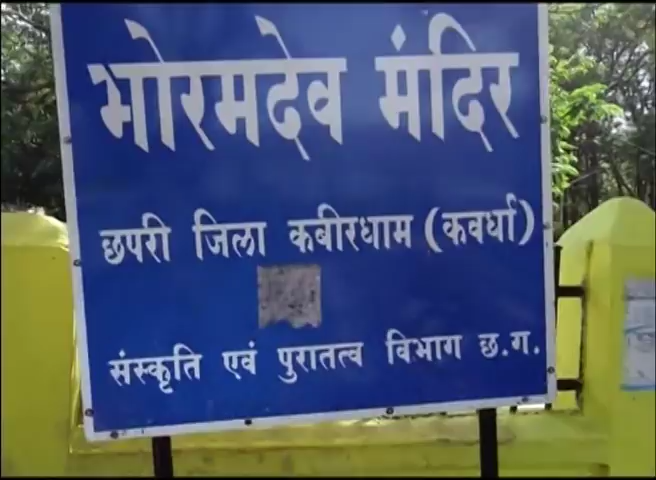 भोरमदेव मंदिर
छपरी जिला कबीरधाम (कवर्धा)
संस्कृति एवं पुरातत्व विभाग छ.ग.